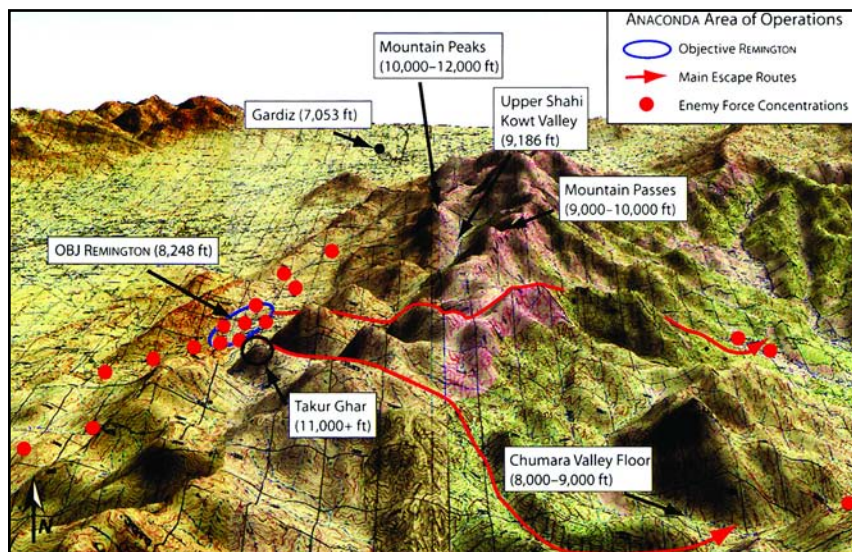 ANACONDA Area of Operations
Objective REMINGTON
Main Escape Routes
Enemy Force Concentrations
Mountain Peaks
(10,000–12,000 ft)
Gardiz (7,053 ft)
Upper Shahi
Kowt Valley
(9,186 ft)
Mountain Passes
(9,000–10,000 ft)
OBJ REMINGTON (8,248 ft)
Takur Ghar
(11,000+ ft)
Chumara Valley Floor
(8,000–9,000 ft)
N